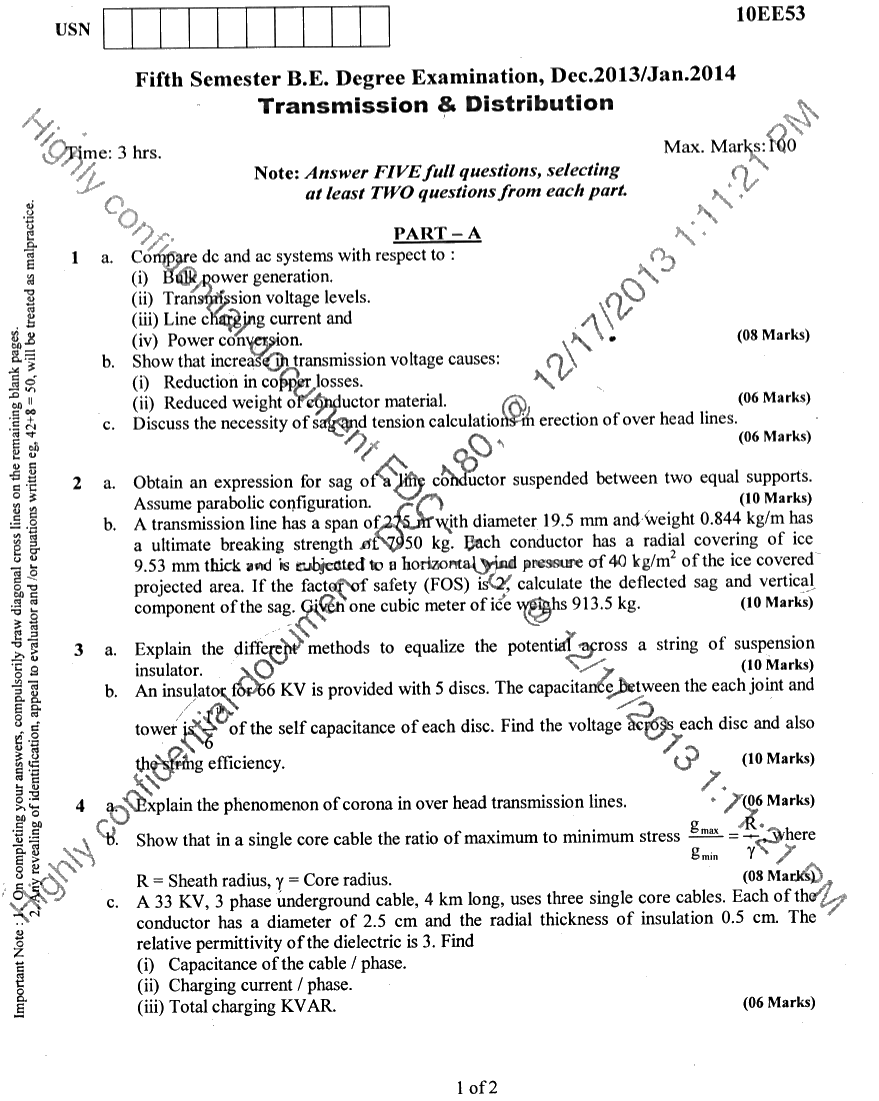 10EE53
USN
Fifth Semester B.E. Degree Examination, Dec.2013/Jan.2014
Transmission & Distribution
Time: 3 hrs.
Max. Marks:100
Note: Answer FIVE full questions, selecting
at least TWO questions from each part.
PART – A
1 a. Compare dc and ac systems with respect to :
(i) Bulk power generation.
(ii) Transmission voltage levels.
(iii) Line charging current and
(iv) Power conversion. (08 Marks)
b. Show that increase in transmission voltage causes:
(i) Reduction in copper losses.
(ii) Reduced weight of conductor material. (06 Marks)
c. Discuss the necessity of sag and tension calculations in erection of over head lines.
(06 Marks)
2 a. Obtain an expression for sag of a line conductor suspended between two equal supports.
Assume parabolic configuration. (10 Marks)
b. A transmission line has a span of 275 m with diameter 19.5 mm and weight 0.844 kg/m has
a ultimate breaking strength of 7950 kg. Each conductor has a radial covering of ice
9.53 mm thick and is subjected to a horizontal wind pressure of 40 kg/m² of the ice covered
projected area. If the factor of safety (FOS) is 2, calculate the deflected sag and vertical
component of the sag. Given one cubic meter of ice weighs 913.5 kg. (10 Marks)
3 a. Explain the different methods to equalize the potential across a string of suspension
insulator. (10 Marks)
b. An insulator for 66 KV is provided with 5 discs. The capacitance between the each joint and
tower is 1/6 th of the self capacitance of each disc. Find the voltage across each disc and also
the string efficiency. (10 Marks)
4 a. Explain the phenomenon of corona in over head transmission lines. (06 Marks)
b. Show that in a single core cable the ratio of maximum to minimum stress g max / g min = R / γ, where
R = Sheath radius, γ = Core radius. (08 Marks)
c. A 33 KV, 3 phase underground cable, 4 km long, uses three single core cables. Each of the
conductor has a diameter of 2.5 cm and the radial thickness of insulation 0.5 cm. The
relative permittivity of the dielectric is 3. Find
(i) Capacitance of the cable / phase.
(ii) Charging current / phase.
(iii) Total charging KVAR. (06 Marks)
1 of 2
Important Note : 1. On completing your answers, compulsorily draw diagonal cross lines on the remaining blank pages.
2. Any revealing of identification, appeal to evaluator and /or equations written eg, 42+8 = 50, will be treated as malpractice.
Highly confidential document EDC 180, @ 12/17/2013 1:11:21 PM
Highly confidential document @ 12/17/2013 1:11:21 PM